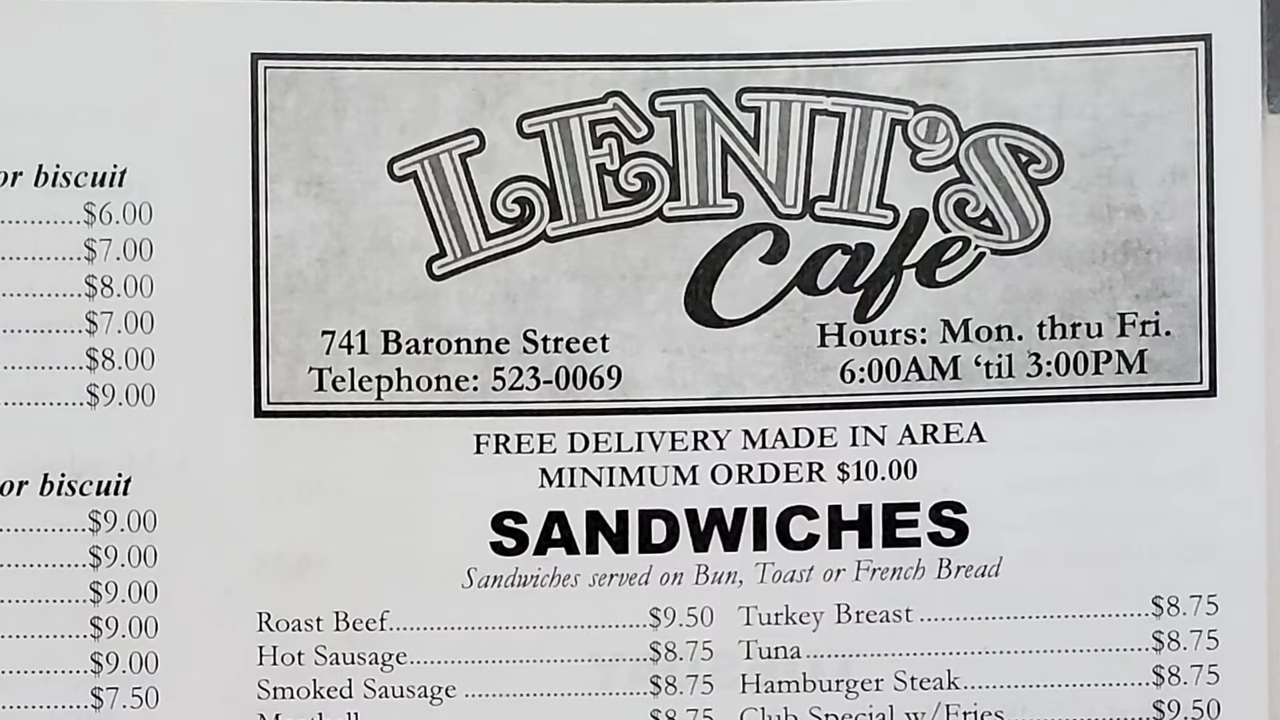 or biscuit
..........$6.00
..........$7.00
..........$8.00
..........$7.00
..........$8.00
..........$9.00
or biscuit
..........$9.00
..........$9.00
..........$9.00
..........$9.00
..........$9.00
..........$7.50
LENI'S
Cafe
741 Baronne Street
Telephone: 523-0069
Hours: Mon. thru Fri.
6:00AM ‘til 3:00PM
FREE DELIVERY MADE IN AREA
MINIMUM ORDER $10.00
SANDWICHES
Sandwiches served on Bun, Toast or French Bread
Roast Beef..........$9.50
Hot Sausage..........$8.75
Smoked Sausage ..........$8.75
Meatball..........$8.75
Turkey Breast ..........$8.75
Tuna..........$8.75
Hamburger Steak..........$8.75
Club Special w/Fries..........$9.50